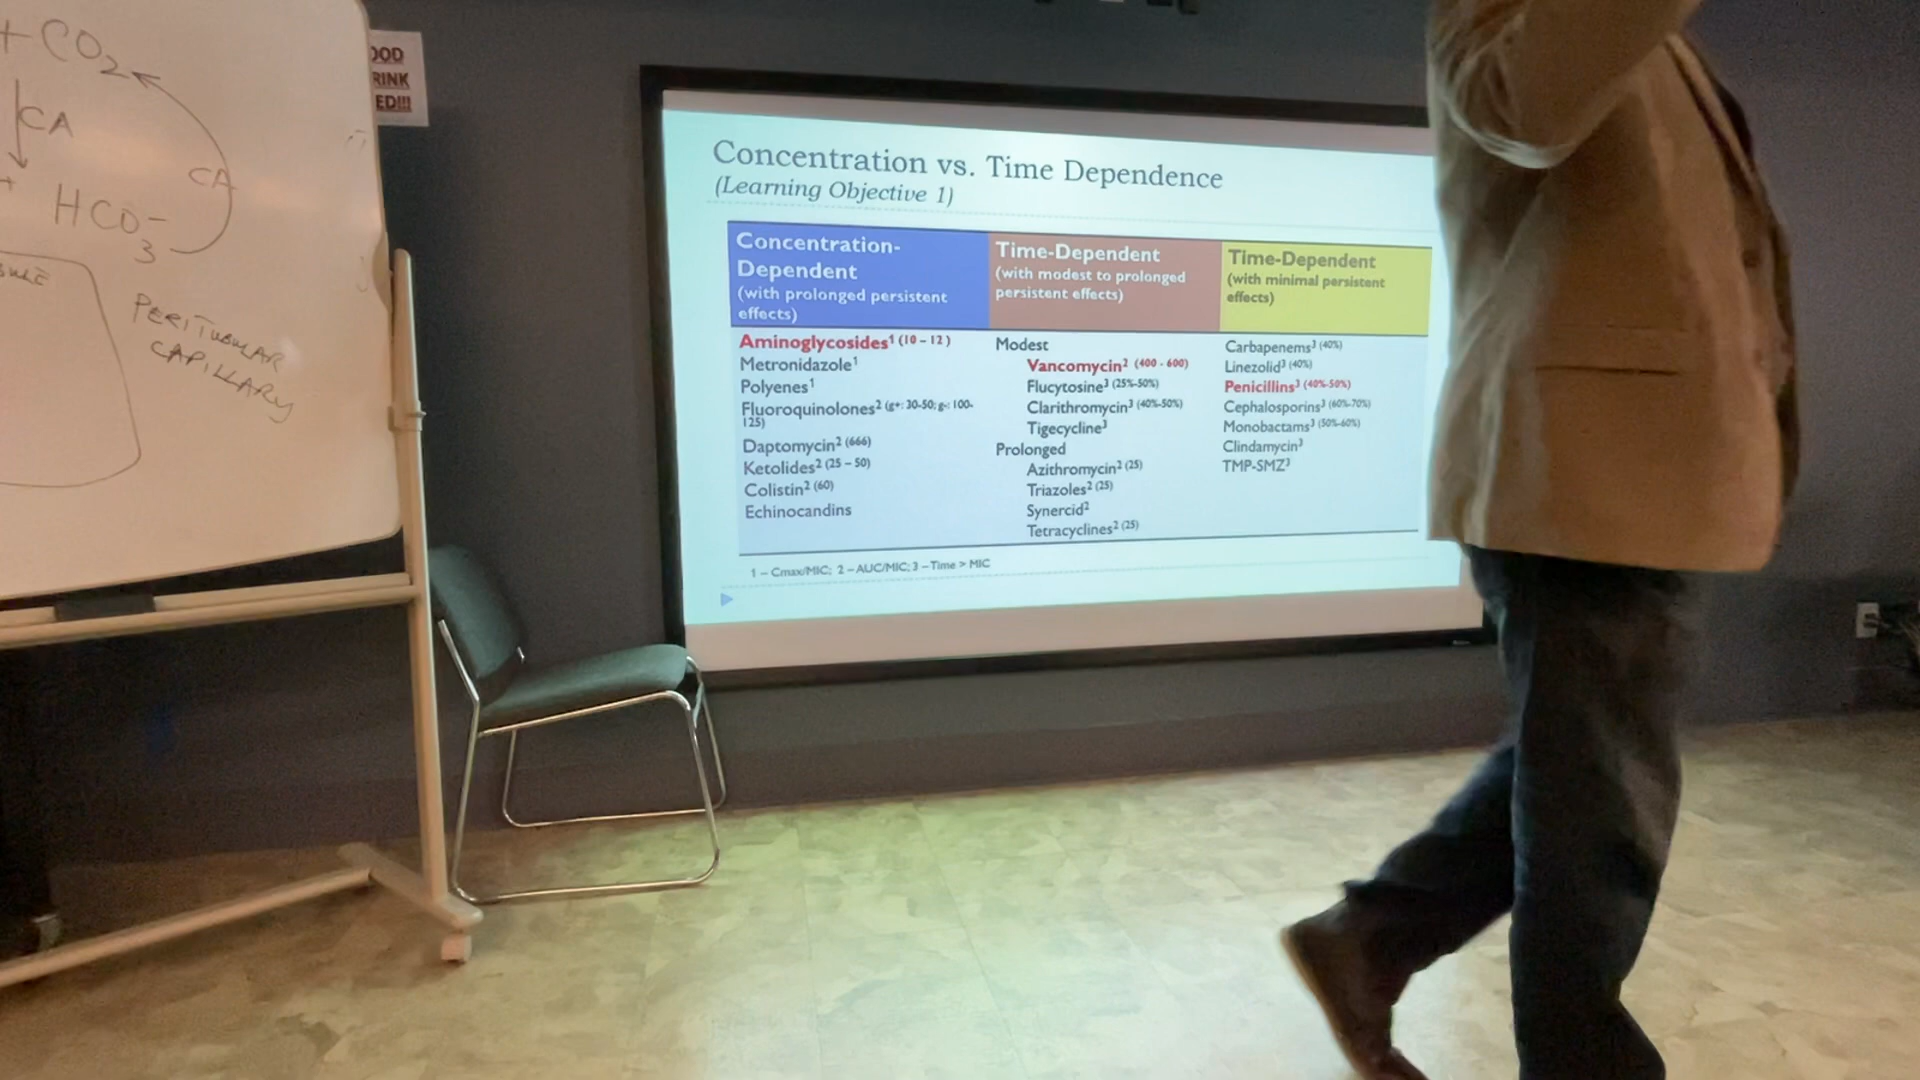 + CO2
CA
CA
+ HCO3-
PERITUBULAR
CAPILLARY
OOD
RINK
ED!!!
Concentration vs. Time Dependence
(Learning Objective 1)
Concentration-
Dependent
(with prolonged persistent
effects)
Aminoglycosides¹ (10 – 12)
Metronidazole¹
Polyenes¹
Fluoroquinolones² (g+: 30-50; g-: 100-
125)
Daptomycin² (666)
Ketolides² (25 – 50)
Colistin² (60)
Echinocandins
Time-Dependent
(with modest to prolonged
persistent effects)
Modest
Vancomycin² (400 - 600)
Flucytosine³ (25%-50%)
Clarithromycin³ (40%-50%)
Tigecycline³
Prolonged
Azithromycin² (25)
Triazoles² (25)
Synercid²
Tetracyclines² (25)
Time-Dependent
(with minimal persistent
effects)
Carbapenems³ (40%)
Linezolid³ (40%)
Penicillins³ (40%-50%)
Cephalosporins³ (60%-70%)
Monobactams³ (50%-60%)
Clindamycin³
TMP-SMZ³
1 – Cmax/MIC; 2 – AUC/MIC; 3 – Time > MIC